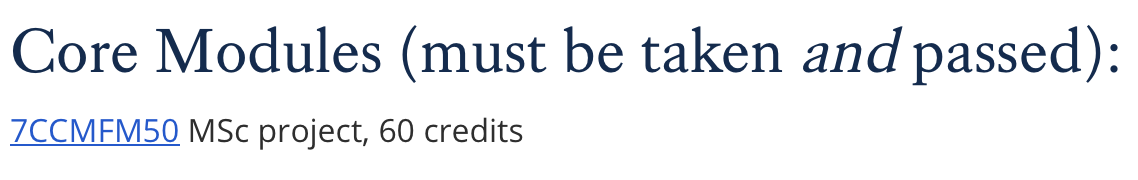 Core Modules (must be taken and passed):
7CCMFM50 MSc project, 60 credits